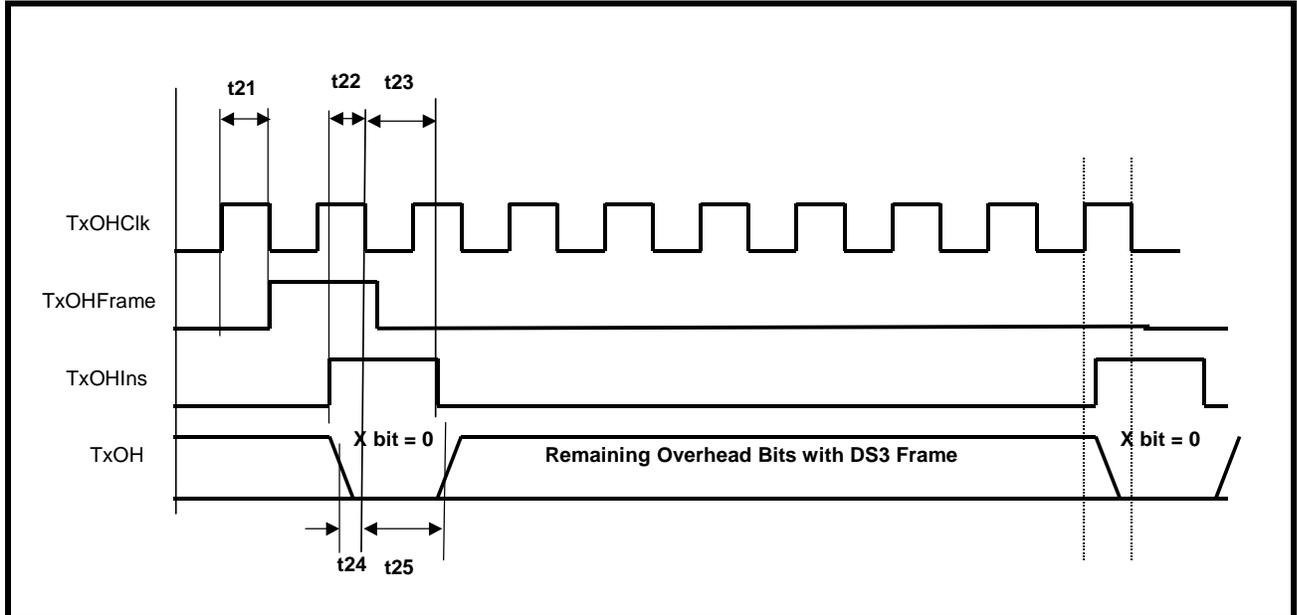 t21
t22
t23
TxOHClk
TxOHFrame
TxOHIns
X bit = 0
X bit = 0
TxOH
Remaining Overhead Bits with DS3 Frame
t24
t25